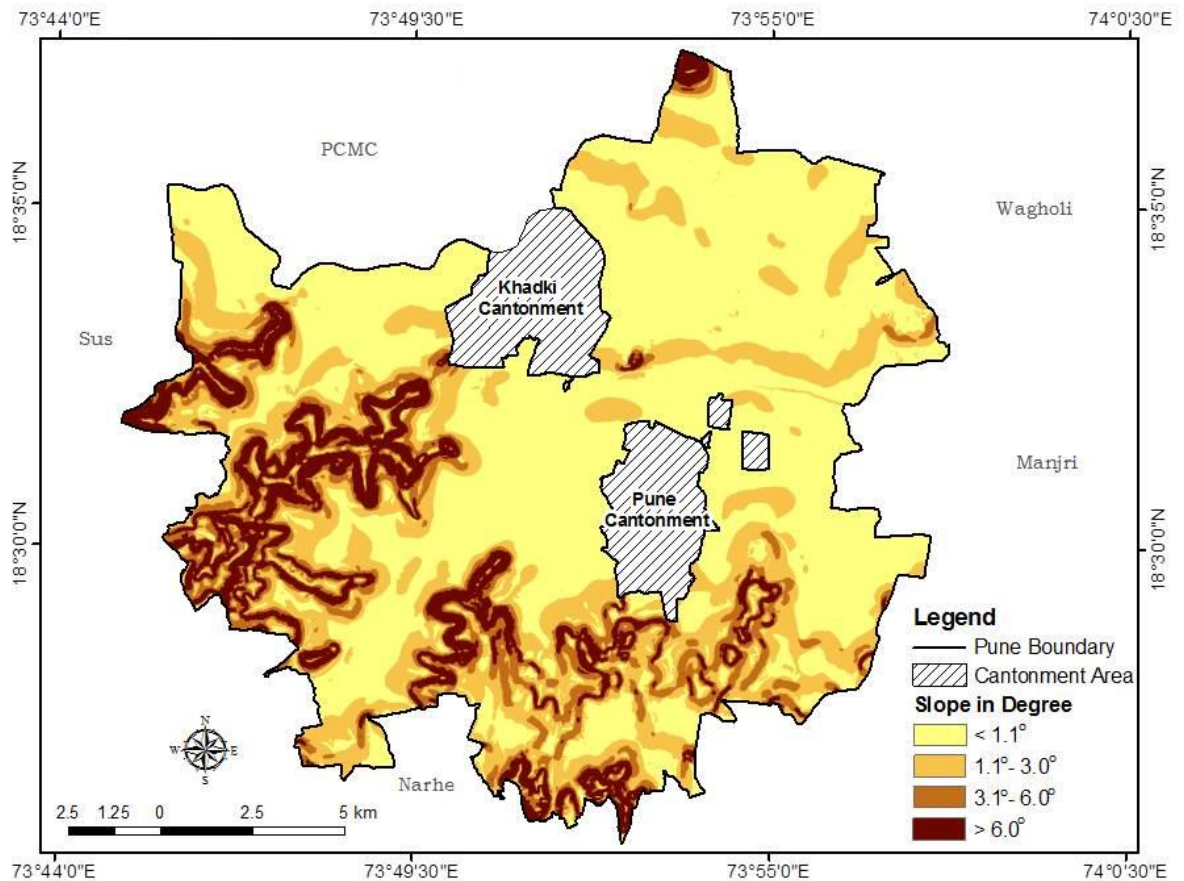 73°44'0"E 73°49'30"E 73°55'0"E 74°0'30"E
PCMC
18°35'0"N
Wagholi
18°35'0"N
Khadki
Cantonment
Sus
Manjri
Pune
Cantonment
18°30'0"N
18°30'0"N
Legend
Pune Boundary
Cantonment Area
Slope in Degree
< 1.1°
1.1°- 3.0°
3.1°- 6.0°
> 6.0°
N
W E
S
Narhe
2.5 1.25 0 2.5 5 km
73°44'0"E 73°49'30"E 73°55'0"E 74°0'30"E